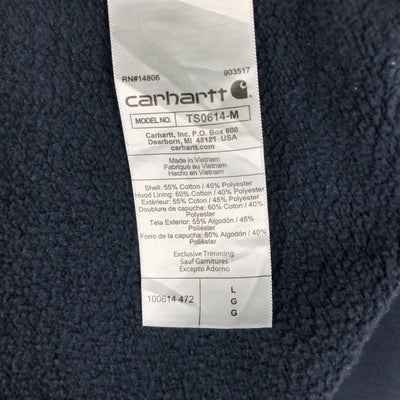 RN#14806 903517
carhartt
MODEL NO. TS0614-M
Carhartt, Inc. P.O. Box 600
Dearborn, MI 48121 USA
carhartt.com
Made in Vietnam
Fabriqué au Vietnam
Hecho en Vietnam
Shell: 55% Cotton / 45% Polyester
Hood Lining: 60% Cotton / 40% Polyester
Extérieur: 55% Coton / 45% Polyester
Doublure de capuche: 60% Coton / 40% Polyester
Tela Exterior: 55% Algodón / 45% Poliéster
Forro de la capucha: 60% Algodón / 40% Poliéster
Exclusive Trimming
Sauf Garnitures
Excepto Adorno
100614 472
L
G
G